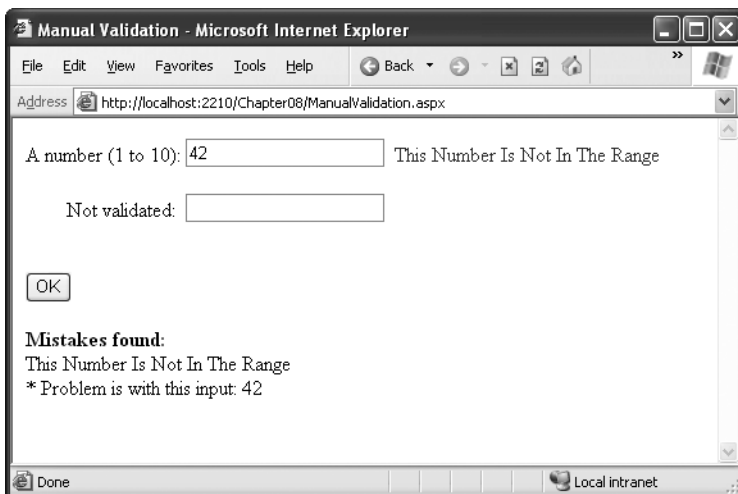 Manual Validation - Microsoft Internet Explorer
File Edit View Favorites Tools Help Back »
Address http://localhost:2210/Chapter08/ManualValidation.aspx
A number (1 to 10): 42 This Number Is Not In The Range
Not validated:
OK
Mistakes found:
This Number Is Not In The Range
* Problem is with this input: 42
Done Local intranet